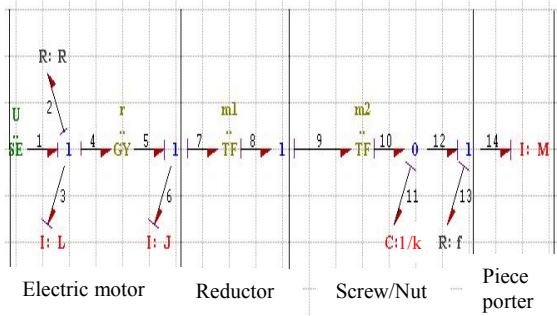 R: R
U r m1 m2
2
SE 1 1 4 GY 5 1 7 TF 8 1 9 TF 10 0 12 1 14 I: M
3 6 11 13
I: L I: J C:1/k R: f
Electric motor Reductor Screw/Nut Piece
porter